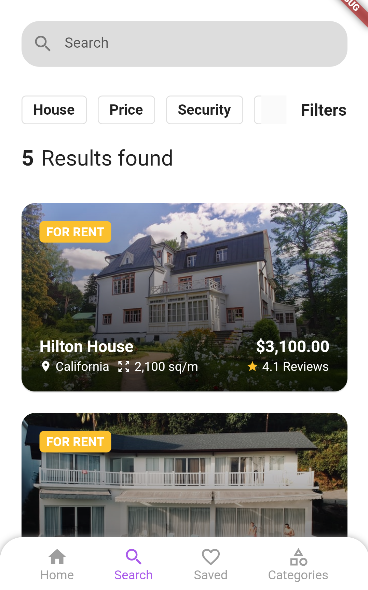 Search
House Price Security Filters
5 Results found
FOR RENT
Hilton House $3,100.00
California 2,100 sq/m 4.1 Reviews
FOR RENT
Home Search Saved Categories